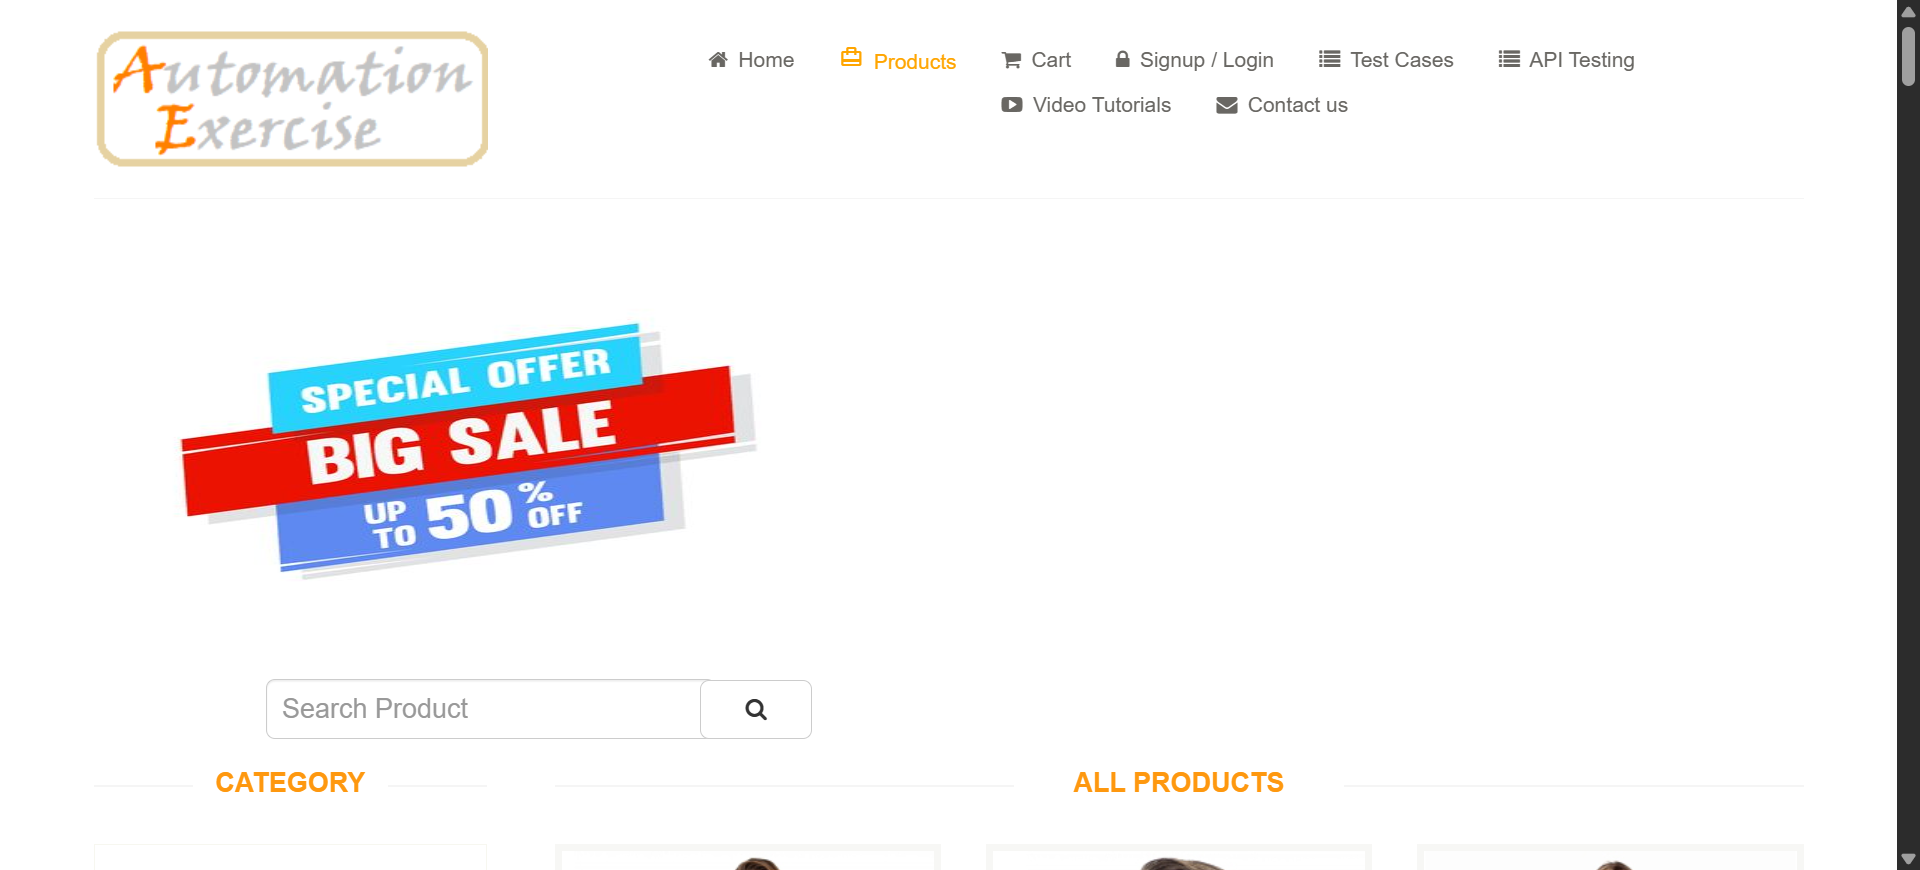 Automation
Exercise
Home
Products
Cart
Signup / Login
Test Cases
API Testing
Video Tutorials
Contact us
SPECIAL OFFER
BIG SALE
UP TO 50% OFF
Search Product
CATEGORY
ALL PRODUCTS